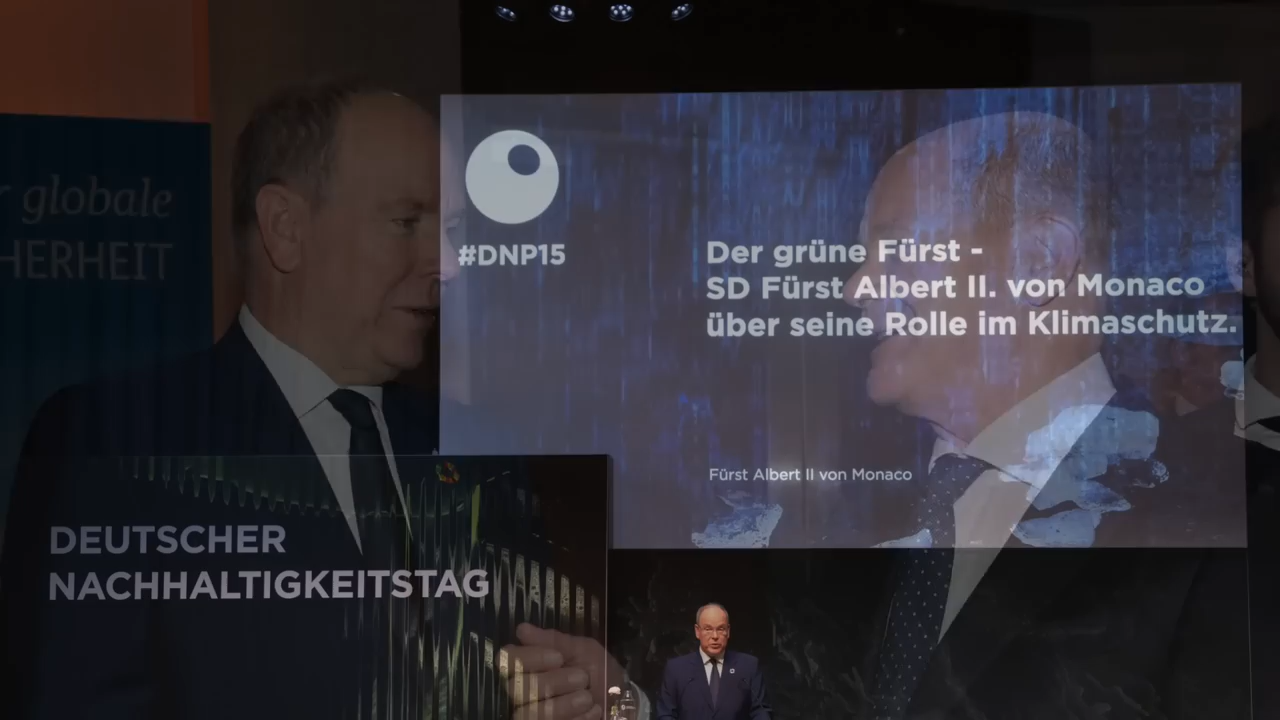 globale
HERHEIT
#DNP15
Der grüne Fürst -
SD Fürst Albert II. von Monaco
über seine Rolle im Klimaschutz.
Fürst Albert II von Monaco
DEUTSCHER
NACHHALTIGKEITSTAG